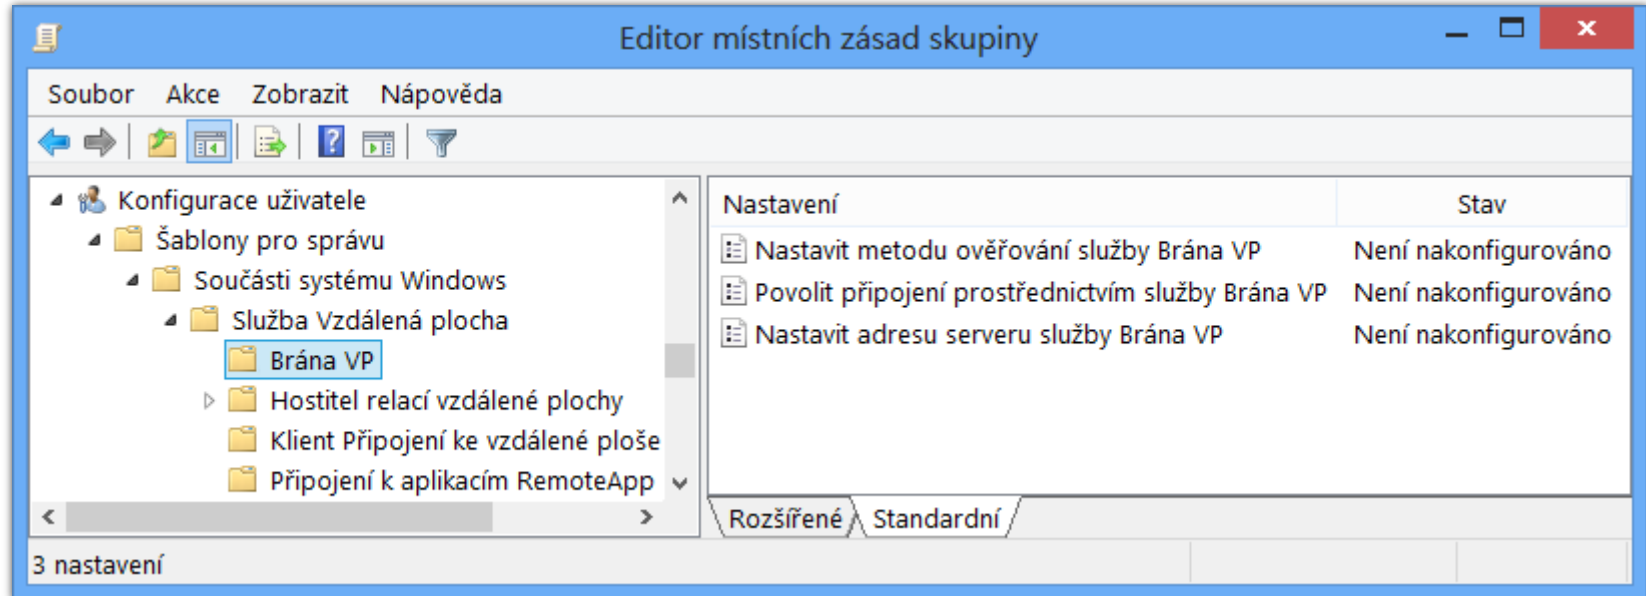 Editor místních zásad skupiny
Soubor Akce Zobrazit Nápověda
Konfigurace uživatele
Šablony pro správu
Součásti systému Windows
Služba Vzdálená plocha
Brána VP
Hostitel relací vzdálené plochy
Klient Připojení ke vzdálené ploše
Připojení k aplikacím RemoteApp
Nastavení Stav
Nastavit metodu ověřování služby Brána VP Není nakonfigurováno
Povolit připojení prostřednictvím služby Brána VP Není nakonfigurováno
Nastavit adresu serveru služby Brána VP Není nakonfigurováno
Rozšířené Standardní
3 nastavení